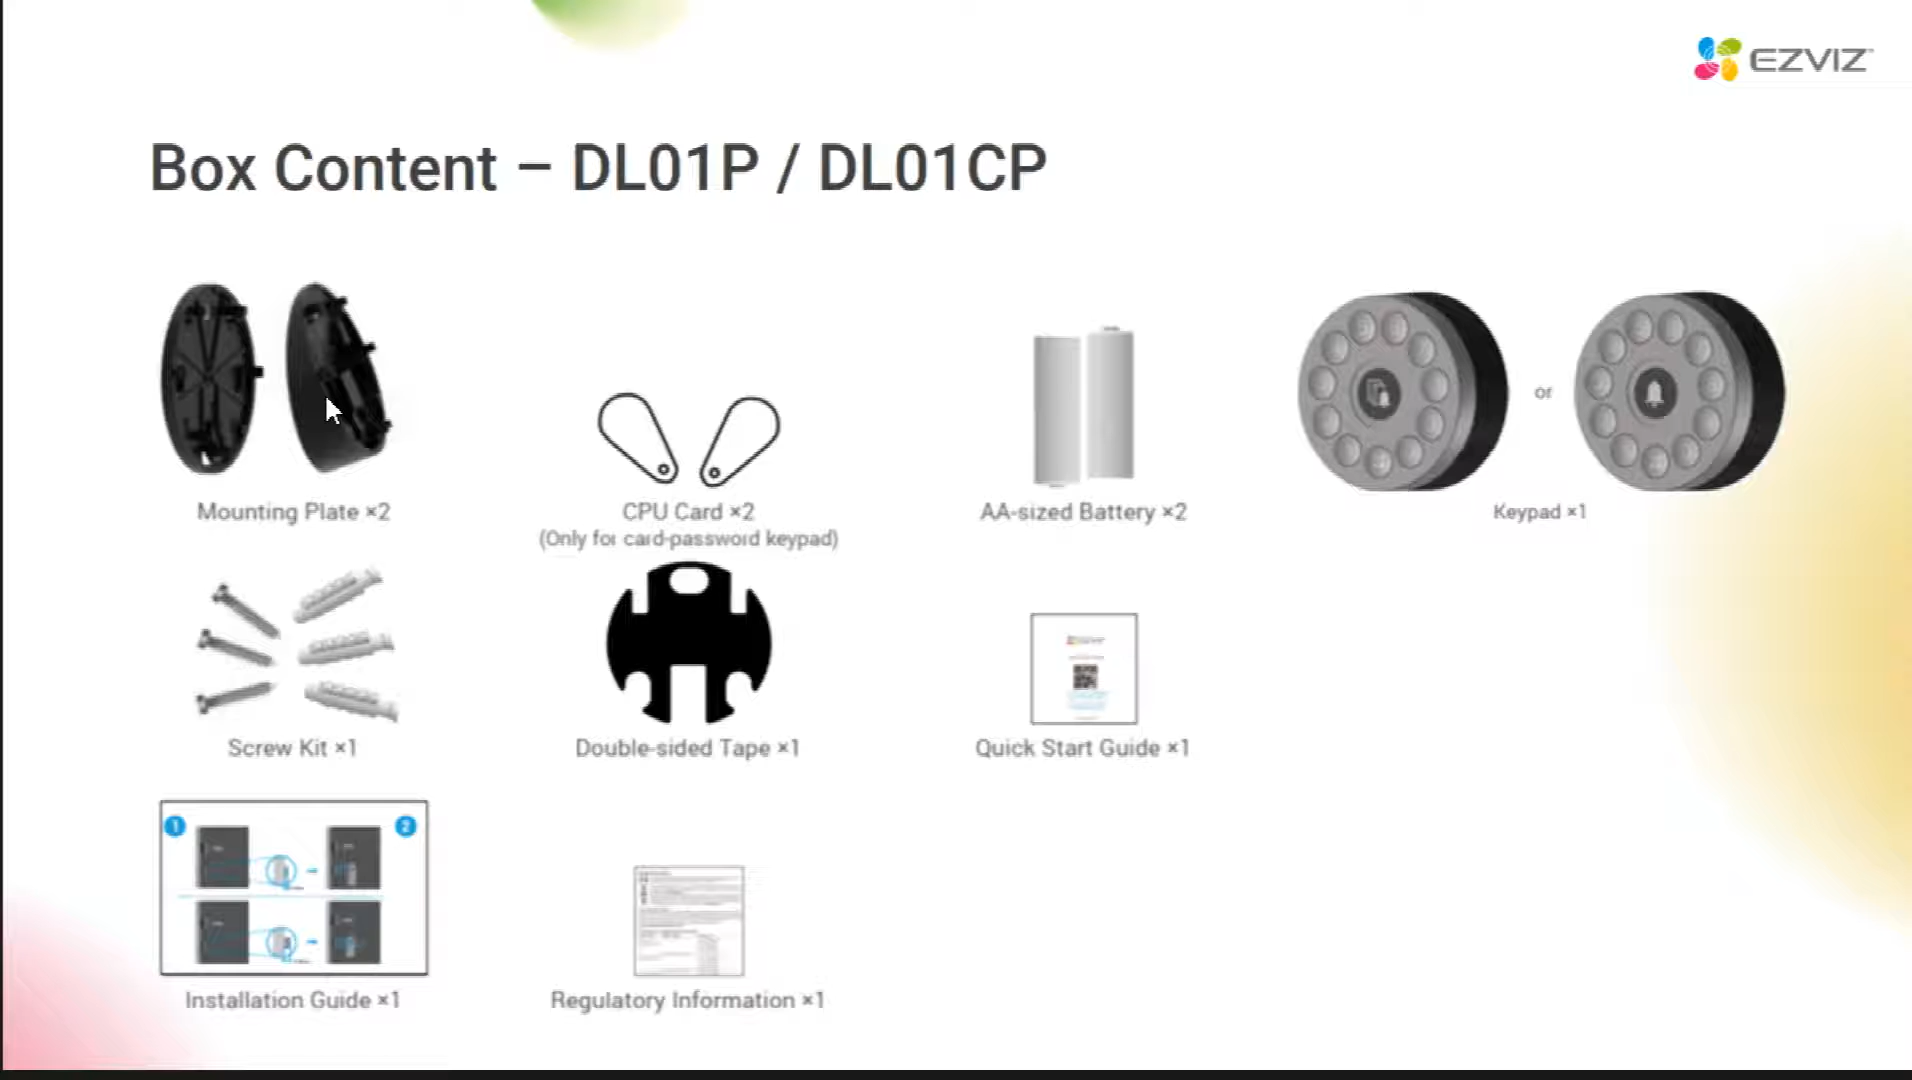 EZVIZ
Box Content – DL01P / DL01CP
or
Mounting Plate ×2
CPU Card ×2
(Only for card-password keypad)
AA-sized Battery ×2
Keypad ×1
Screw Kit ×1
Double-sided Tape ×1
Quick Start Guide ×1
1
2
Installation Guide ×1
Regulatory Information ×1